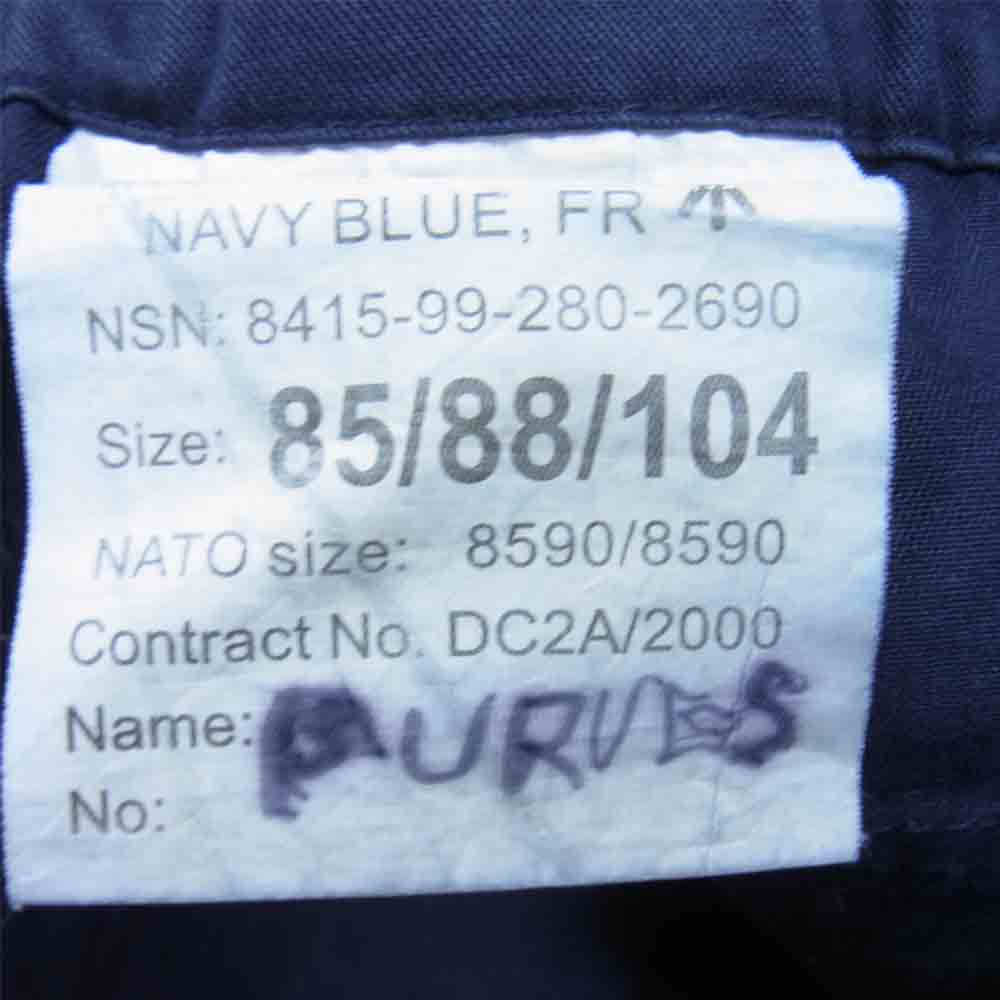 NAVY BLUE, FR
NSN: 8415-99-280-2690
Size: 85/88/104
NATO size: 8590/8590
Contract No. DC2A/2000
Name: PURVES
No: